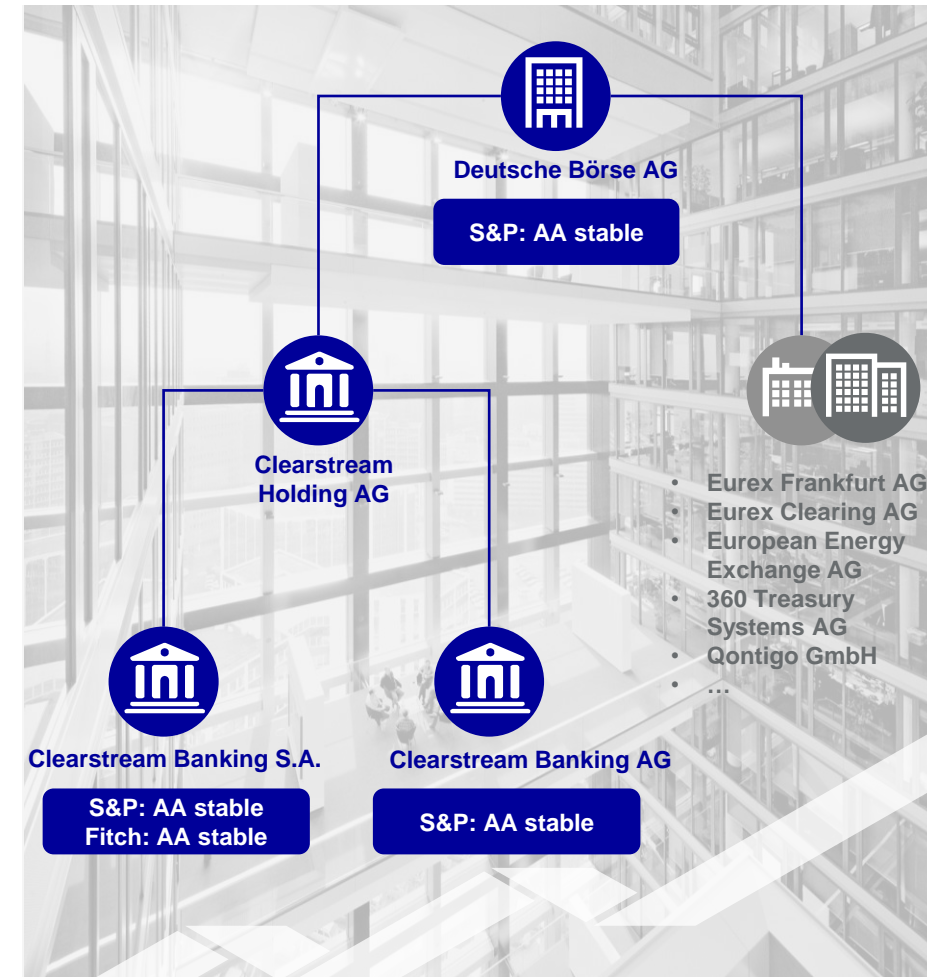 Deutsche Börse AG
S&P: AA stable
Clearstream
Holding AG
• Eurex Frankfurt AG
• Eurex Clearing AG
• European Energy
Exchange AG
• 360 Treasury
Systems AG
• Qontigo GmbH
• …
Clearstream Banking S.A.
S&P: AA stable
Fitch: AA stable
Clearstream Banking AG
S&P: AA stable